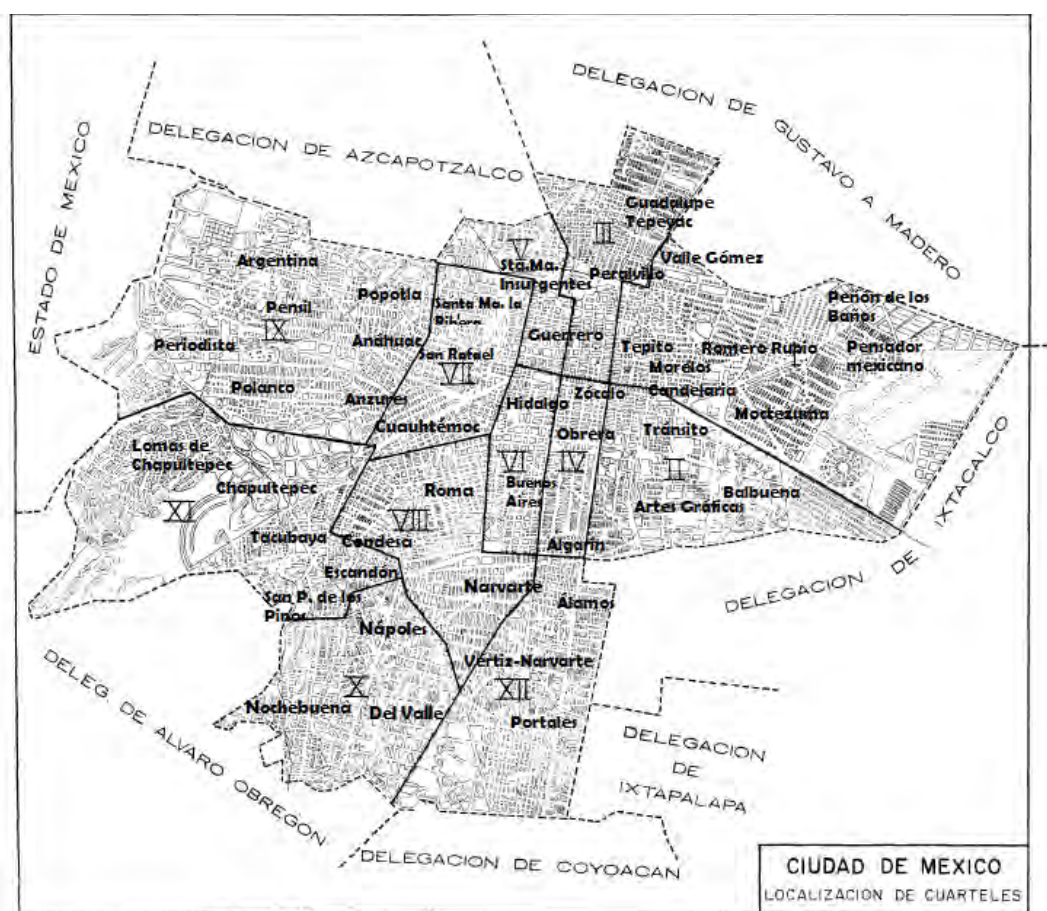 DELEGACION DE GUSTAVO A MADERO
DELEGACION DE AZCAPOTZALCO
ESTADO DE MEXICO
Guadalupe
Tepeyac
III
V
Sta.Ma.
Insurgentes
Peralvillo
Valle Gómez
Argentina
Pensil
IX
Popotla
Santa Ma. la
Ribera
Peñón de los
Baños
Periodista
Anáhuac
San Rafael
VII
Guerrero
Tepito
Morelos
Romero Rubio
I
Pensador
mexicano
Polanco
Anzures
Cuauhtémoc
Hidalgo
Zócalo
Candelaria
Moctezuma
Lomas de
Chapultepec
Chapultepec
XI
Roma
VIII
VI
Buenos
Aires
Obrera
IV
Tránsito
II
Balbuena
Artes Gráficas
Tacubaya
Condesa
Algarín
DELEGACION DE IXTACALCO
Escandón
San P. de los
Pinos
Narvarte
Álamos
Nápoles
Vertiz-Narvarte
X
XII
Nochebuena
Del Valle
Portales
DELEG DE ALVARO OBREGON
DELEGACION
DE
IXTAPALAPA
DELEGACION DE COYOACAN
CIUDAD DE MEXICO
LOCALIZACION DE CUARTELES